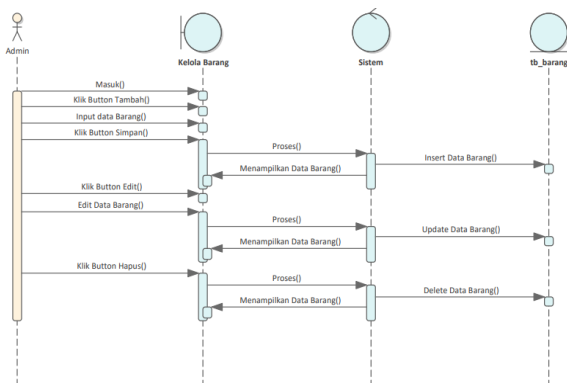 Admin
Kelola Barang
Sistem
tb_barang
Masuk()
Klik Button Tambah()
Input data Barang()
Klik Button Simpan()
Proses()
Insert Data Barang()
Menampilkan Data Barang()
Klik Button Edit()
Edit Data Barang()
Proses()
Update Data Barang()
Menampilkan Data Barang()
Klik Button Hapus()
Proses()
Delete Data Barang()
Menampilkan Data Barang()